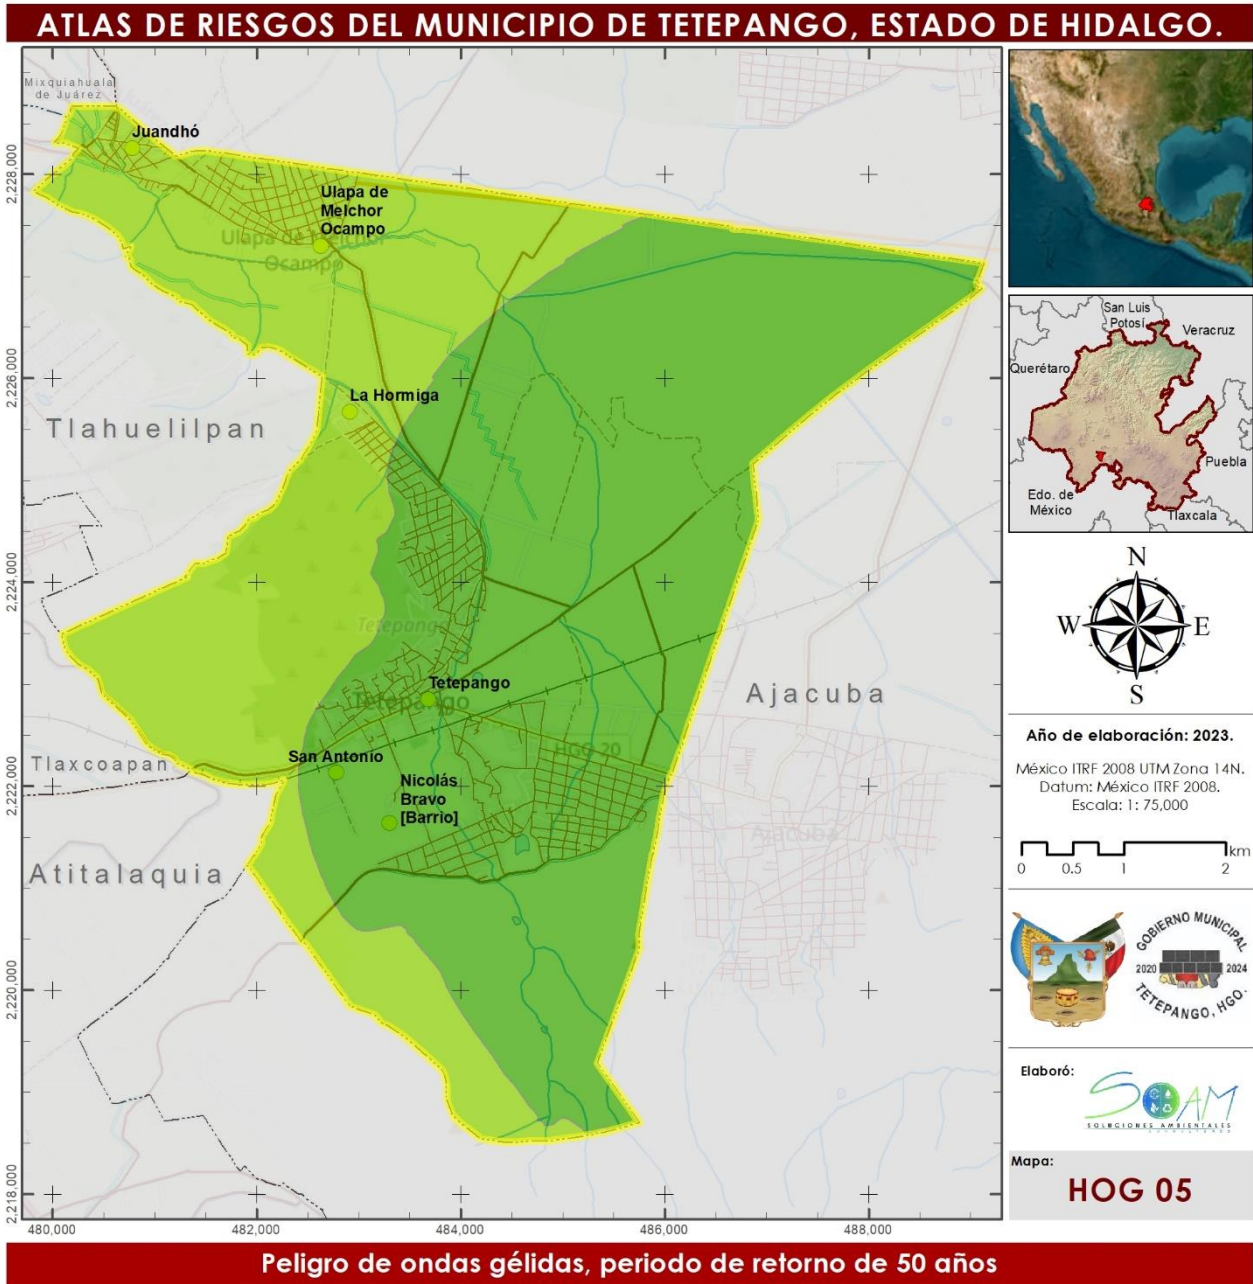 ATLAS DE RIESGOS DEL MUNICIPIO DE TETEPANGO, ESTADO DE HIDALGO.
Mixquiahuala
de Juárez
Juandhó
Ulapa de
Melchor
Ocampo
Ulapa de Melchor
Ocampo
La Hormiga
Tlahuelilpan
Tetepango
Tetepango
Tetepango
Ajacuba
HGO 20
San Antonio
Tlaxcoapan
Nicolás
Bravo
[Barrio]
Ajacuba
Atitalaquia
2,228,000
2,226,000
2,224,000
2,222,000
2,220,000
2,218,000
480,000
482,000
484,000
486,000
488,000
San Luis
Potosí
Veracruz
Querétaro
Puebla
Edo. de
México
Tlaxcala
N
W
E
S
Año de elaboración: 2023.
México ITRF 2008 UTM Zona 14N.
Datum: México ITRF 2008.
Escala: 1: 75,000
km
0 0.5 1 2
GOBIERNO MUNICIPAL
2020 2024
TETEPANGO, HGO.
Elaboró:
SOAM
SOLUCIONES AMBIENTALES
Mapa:
HOG 05
Peligro de ondas gélidas, periodo de retorno de 50 años